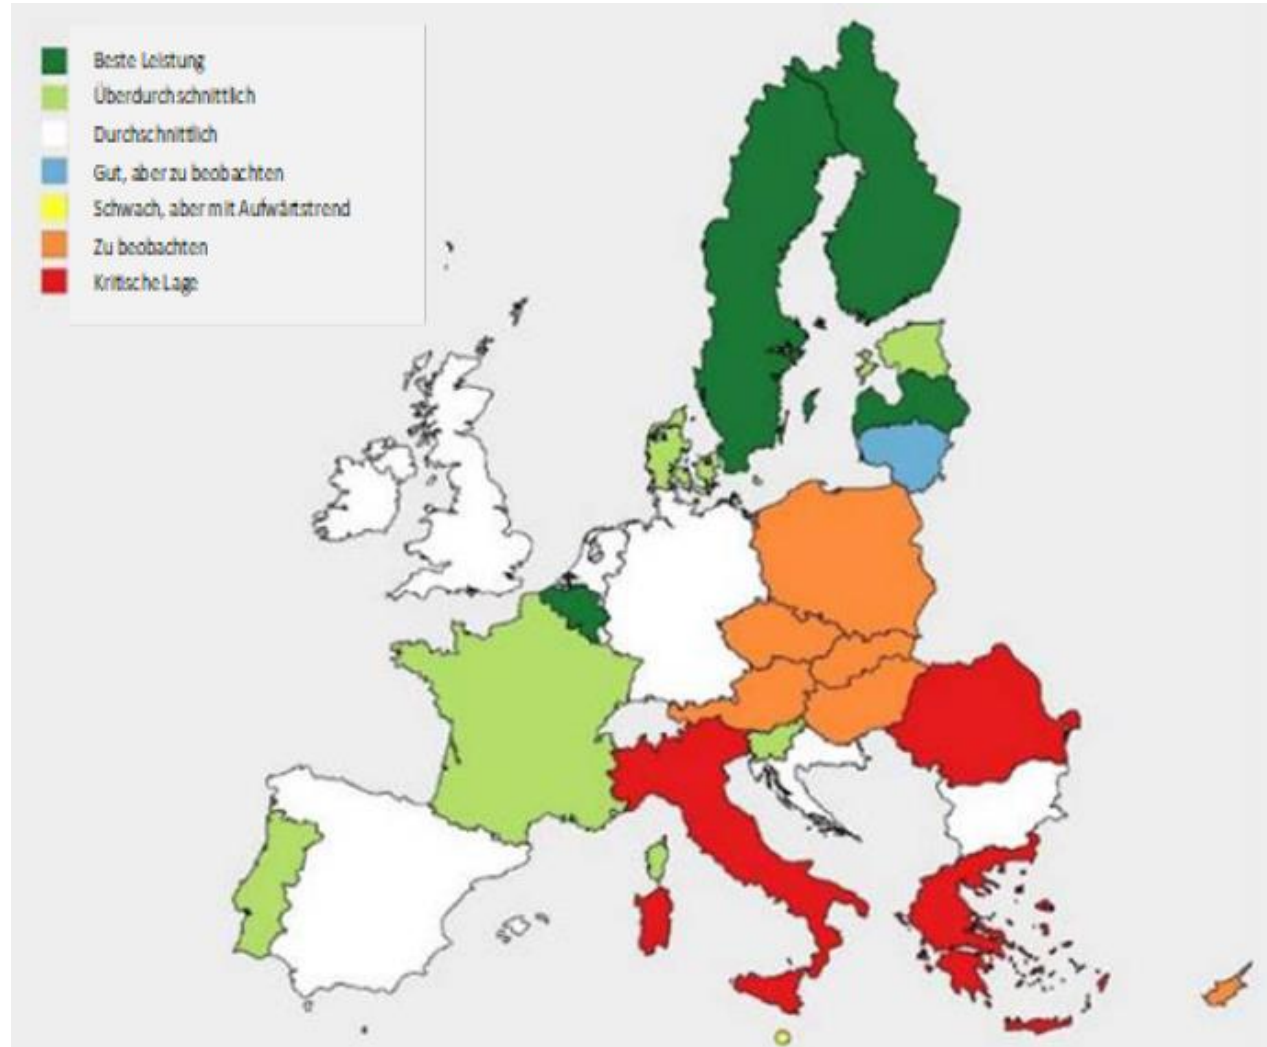 Beste Leistung
Überdurchschnittlich
Durchschnittlich
Gut, aber zu beobachten
Schwach, aber mit Aufwärtstrend
Zu beobachten
Kritische Lage